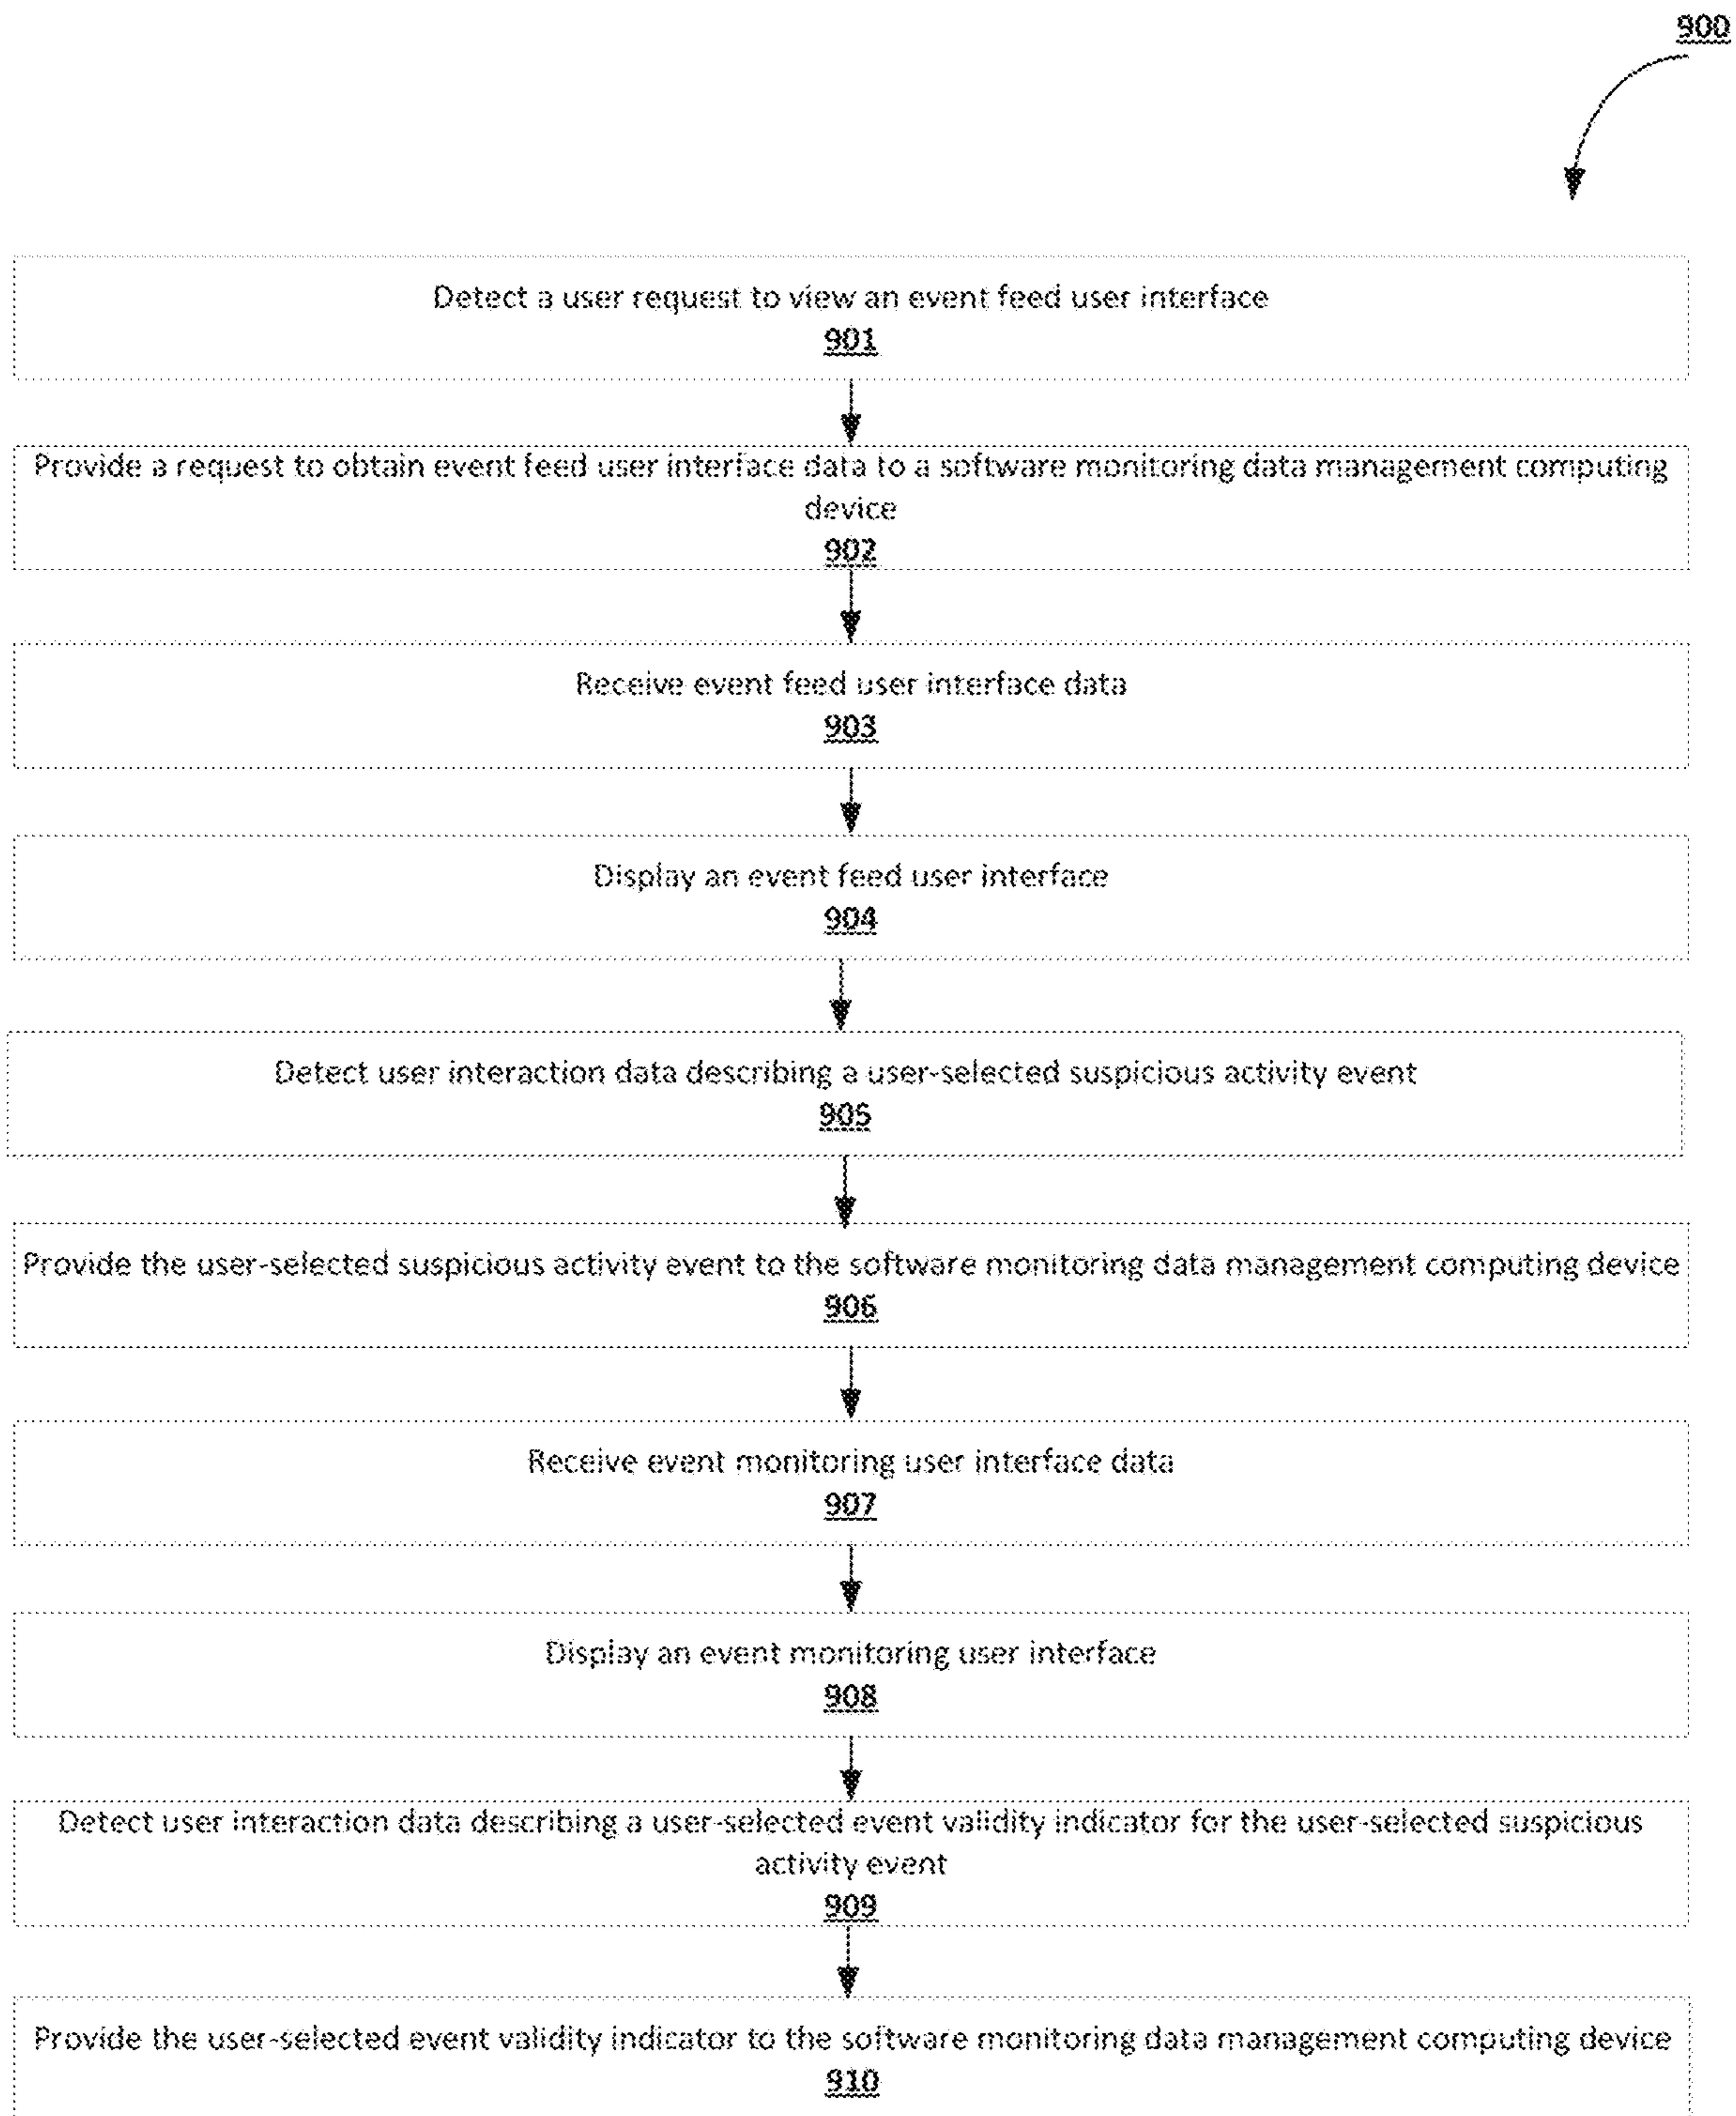 900
Detect a user request to view an event feed user interface
901
Provide a request to obtain event feed user interface data to a software monitoring data management computing
device
902
Receive event feed user interface data
903
Display an event feed user interface
904
Detect user interaction data describing a user-selected suspicious activity event
905
Provide the user-selected suspicious activity event to the software monitoring data management computing device
906
Receive event monitoring user interface data
907
Display an event monitoring user interface
908
Detect user interaction data describing a user-selected event validity indicator for the user-selected suspicious
activity event
909
Provide the user-selected event validity indicator to the software monitoring data management computing device
910